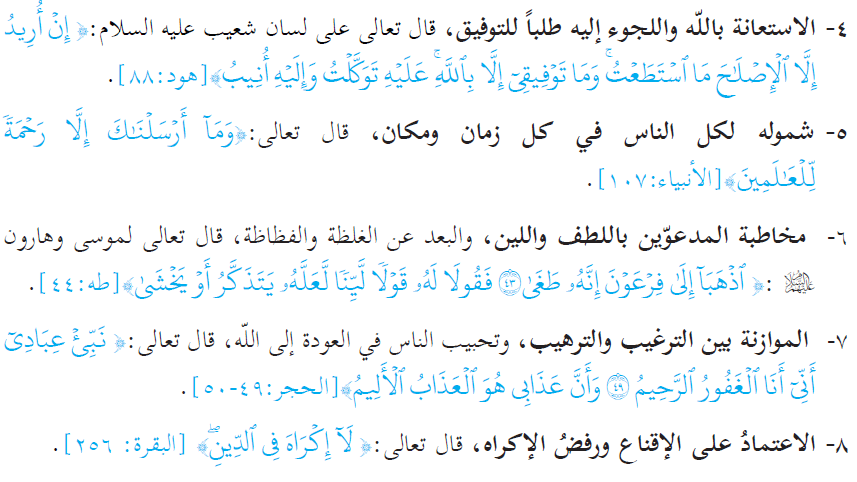 ٤- الاستعانة باللّه واللجوء إليه طلباً للتوفيق، قال تعالى على لسان شعيب عليه السلام: ﴿إِنْ أُرِيدُ
إِلَّا ٱلْإِصْلَٰحَ مَا ٱسْتَطَعْتُۚ وَمَا تَوْفِيقِىٓ إِلَّا بِٱللَّهِۚ عَلَيْهِ تَوَكَّلْتُ وَإِلَيْهِ أُنِيبُ﴾ [هود:٨٨].
٥- شموله لكل الناس في كل زمان ومكان، قال تعالى: ﴿وَمَآ أَرْسَلْنَٰكَ إِلَّا رَحْمَةً
لِّلْعَٰلَمِينَ﴾ [الأنبياء:١٠٧].
٦- مخاطبة المدعوّين باللطف واللين، والبعد عن الغلظة والفظاظة، قال تعالى لموسى وهارون
عليهما السلام: ﴿ٱذْهَبَآ إِلَىٰ فِرْعَوْنَ إِنَّهُۥ طَغَىٰ ٤٣ فَقُولَا لَهُۥ قَوْلًا لَّيِّنًا لَّعَلَّهُۥ يَتَذَكَّرُ أَوْ يَخْشَىٰ﴾ [طه:٤٤].
٧- الموازنة بين الترغيب والترهيب، وتحبيب الناس في العودة إلى اللّه، قال تعالى: ﴿نَبِّئْ عِبَادِىٓ
أَنِّىٓ أَنَا ٱلْغَفُورُ ٱلرَّحِيمُ ٤٩ وَأَنَّ عَذَابِى هُوَ ٱلْعَذَابُ ٱلْأَلِيمُ﴾ [الحجر:٤٩-٥٠].
٨- الاعتمادُ على الإقناع ورفضُ الإكراه، قال تعالى: ﴿لَآ إِكْرَاهَ فِى ٱلدِّينِۖ﴾ [البقرة: ٢٥٦].